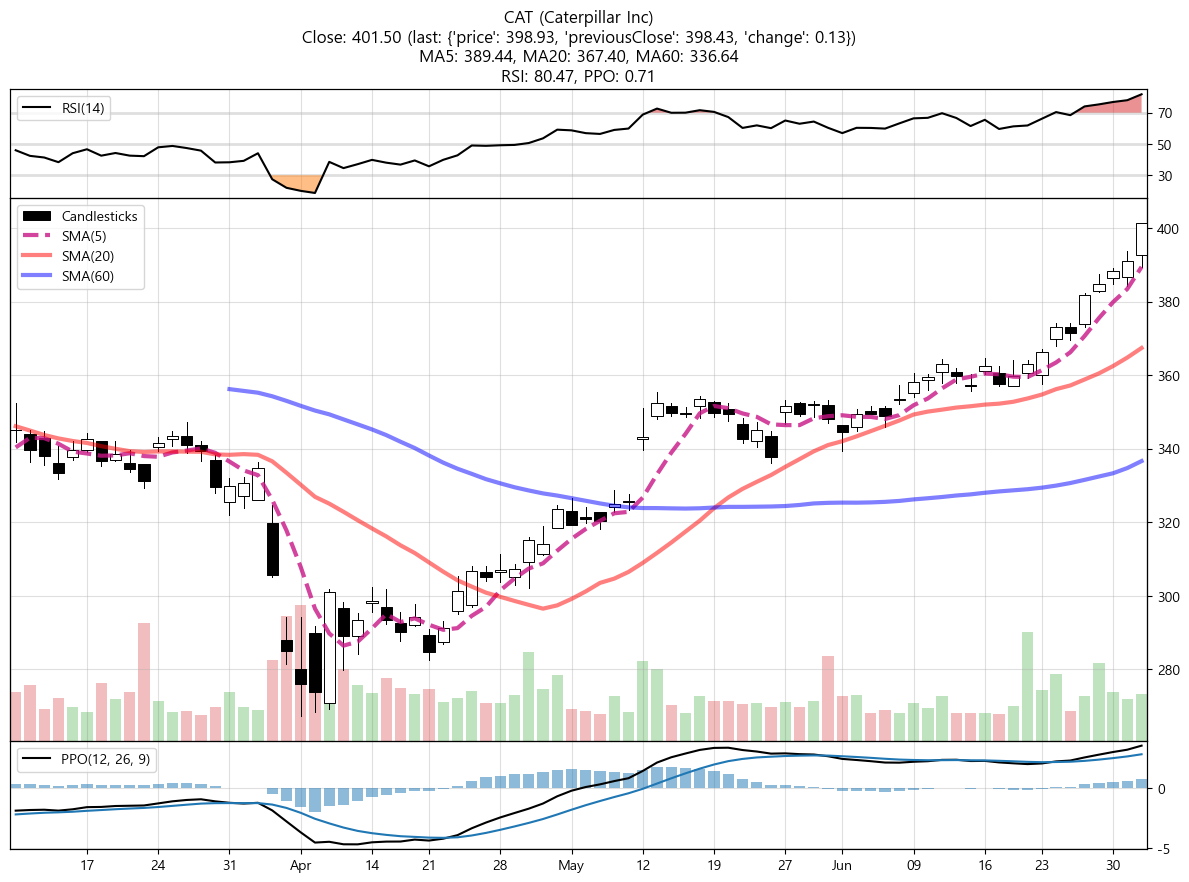 CAT (Caterpillar Inc)
Close: 401.50 (last: {'price': 398.93, 'previousClose': 398.43, 'change': 0.13})
MA5: 389.44, MA20: 367.40, MA60: 336.64
RSI: 80.47, PPO: 0.71
RSI(14)
70
50
30
Candlesticks
SMA(5)
SMA(20)
SMA(60)
400
380
360
340
320
300
280
PPO(12, 26, 9)
0
-5
17 24 31 Apr 14 21 28 May 12 19 27 Jun 09 16 23 30